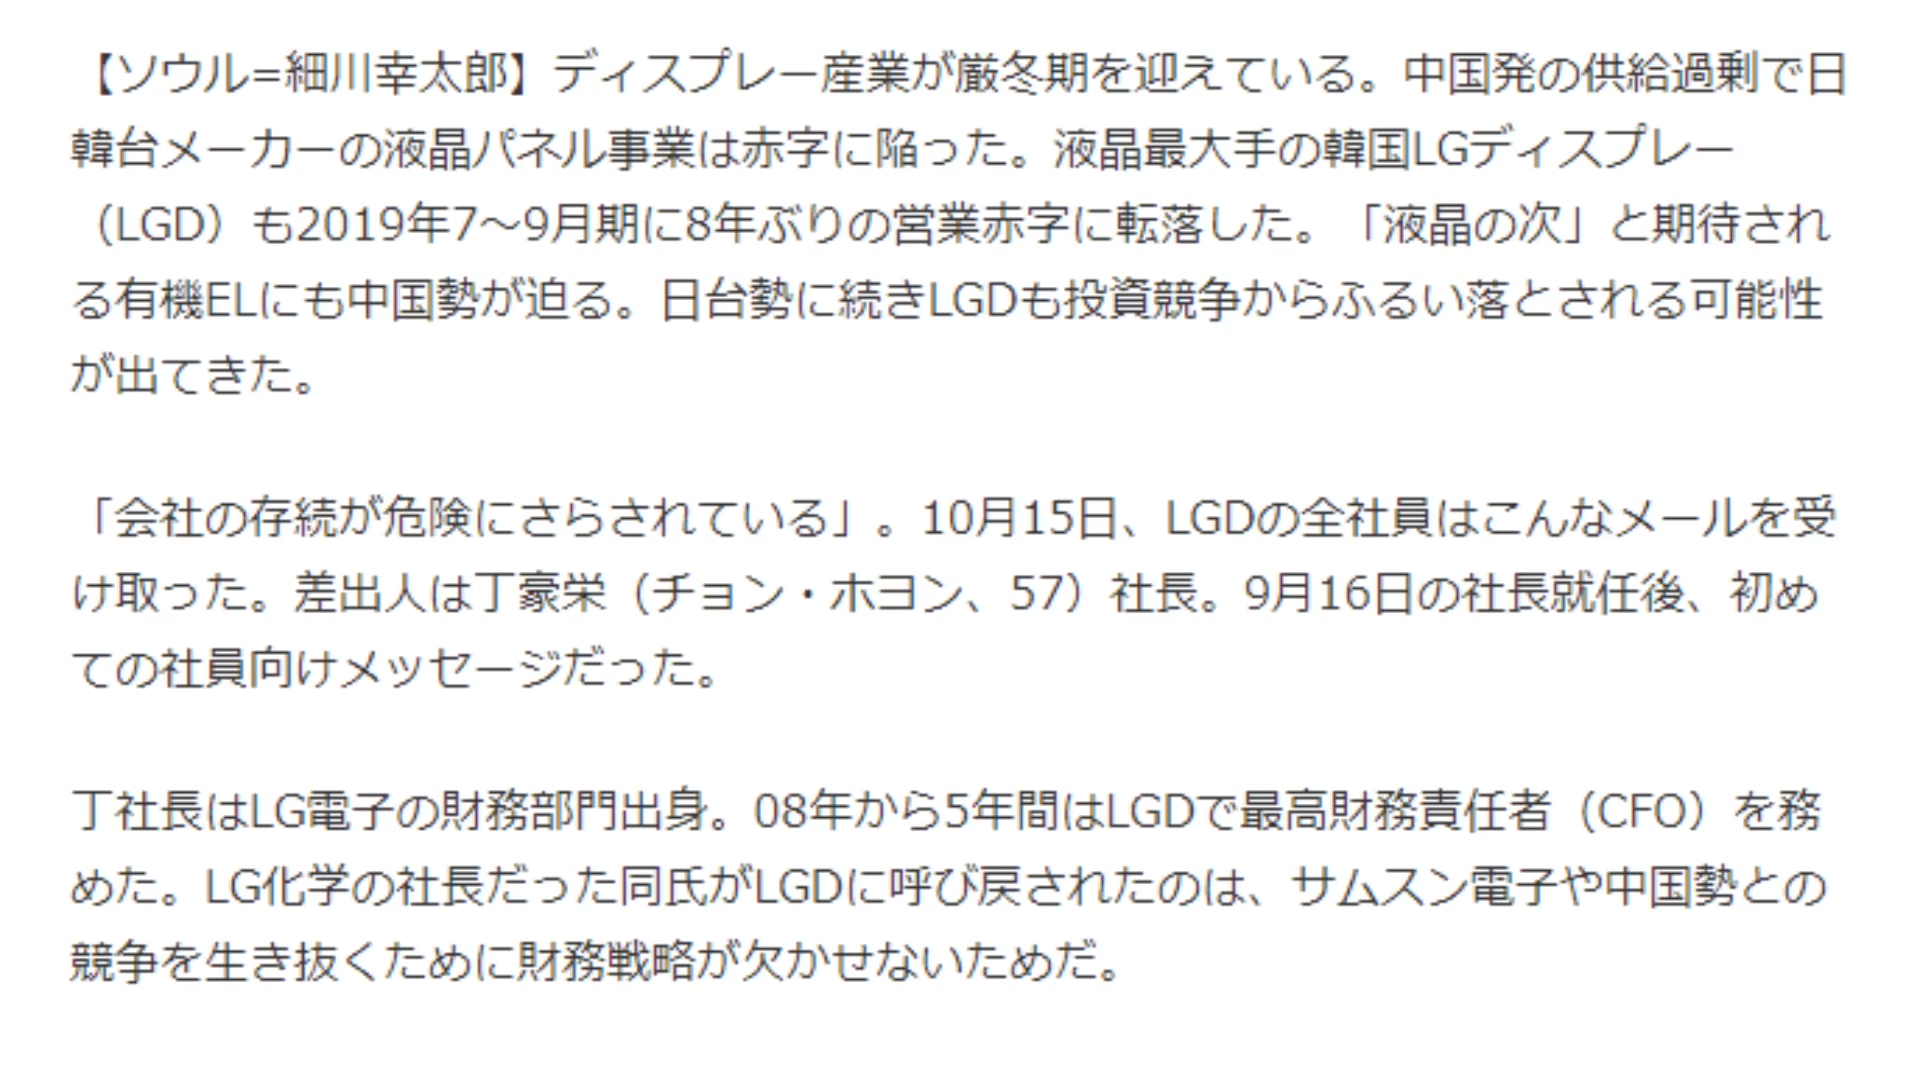 【ソウル=細川幸太郎】ディスプレー産業が厳冬期を迎えている。中国発の供給過剰で日
韓台メーカーの液晶パネル事業は赤字に陥った。液晶最大手の韓国LGディスプレー
（LGD）も2019年7～9月期に8年ぶりの営業赤字に転落した。「液晶の次」と期待され
る有機ELにも中国勢が迫る。日台勢に続きLGDも投資競争からふるい落とされる可能性
が出てきた。
「会社の存続が危険にさらされている」。10月15日、LGDの全社員はこんなメールを受
け取った。差出人は丁豪栄（チョン・ホヨン、57）社長。9月16日の社長就任後、初め
ての社員向けメッセージだった。
丁社長はLG電子の財務部門出身。08年から5年間はLGDで最高財務責任者（CFO）を務
めた。LG化学の社長だった同氏がLGDに呼び戻されたのは、サムスン電子や中国勢との
競争を生き抜くために財務戦略が欠かせないためだ。